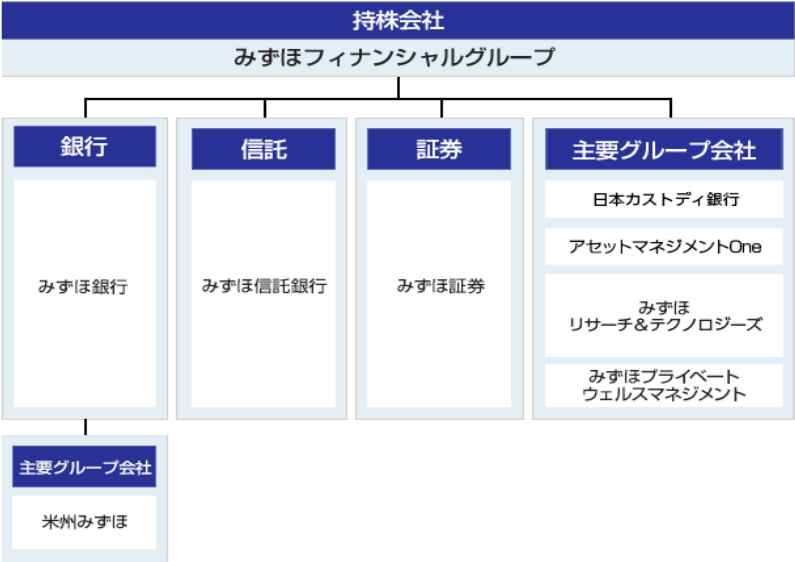 持株会社
みずほフィナンシャルグループ
銀行
みずほ銀行
信託
みずほ信託銀行
証券
みずほ証券
主要グループ会社
日本カストディ銀行
アセットマネジメントOne
みずほ
リサーチ&テクノロジーズ
みずほプライベート
ウェルスマネジメント
主要グループ会社
米州みずほ